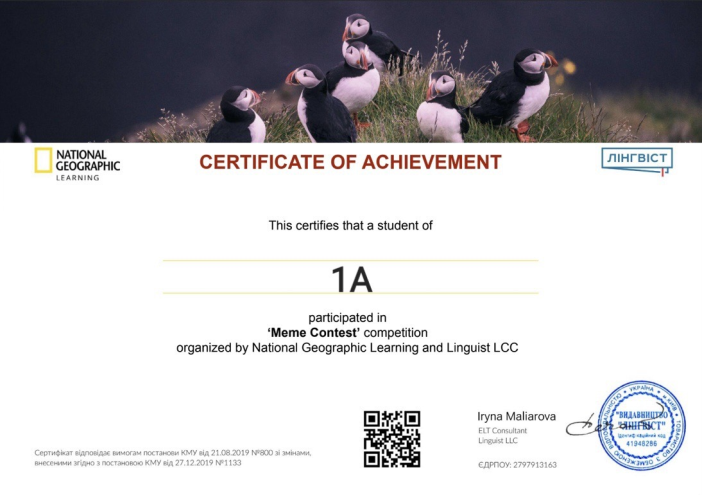 NATIONAL
GEOGRAPHIC
LEARNING
CERTIFICATE OF ACHIEVEMENT
ЛІНГВІСТ
This certifies that a student of
1A
participated in
‘Meme Contest’ competition
organized by National Geographic Learning and Linguist LCC
Iryna Maliarova
ELT Consultant
Linguist LLC
ЄДРПОУ: 2797913163
Сертифікат відповідає вимогам постанови КМУ від 21.08.2019 №800 зі змінами,
внесеними згідно з постановою КМУ від 27.12.2019 №1133
УКРАЇНА
"ВИДАВНИЦТВО
"ЛІНГВІСТ"
Ідентифікаційний код
41946286